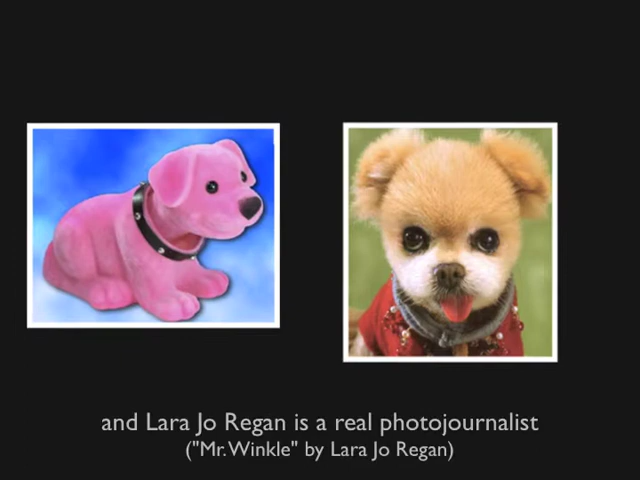 and Lara Jo Regan is a real photojournalist
("Mr. Winkle" by Lara Jo Regan)